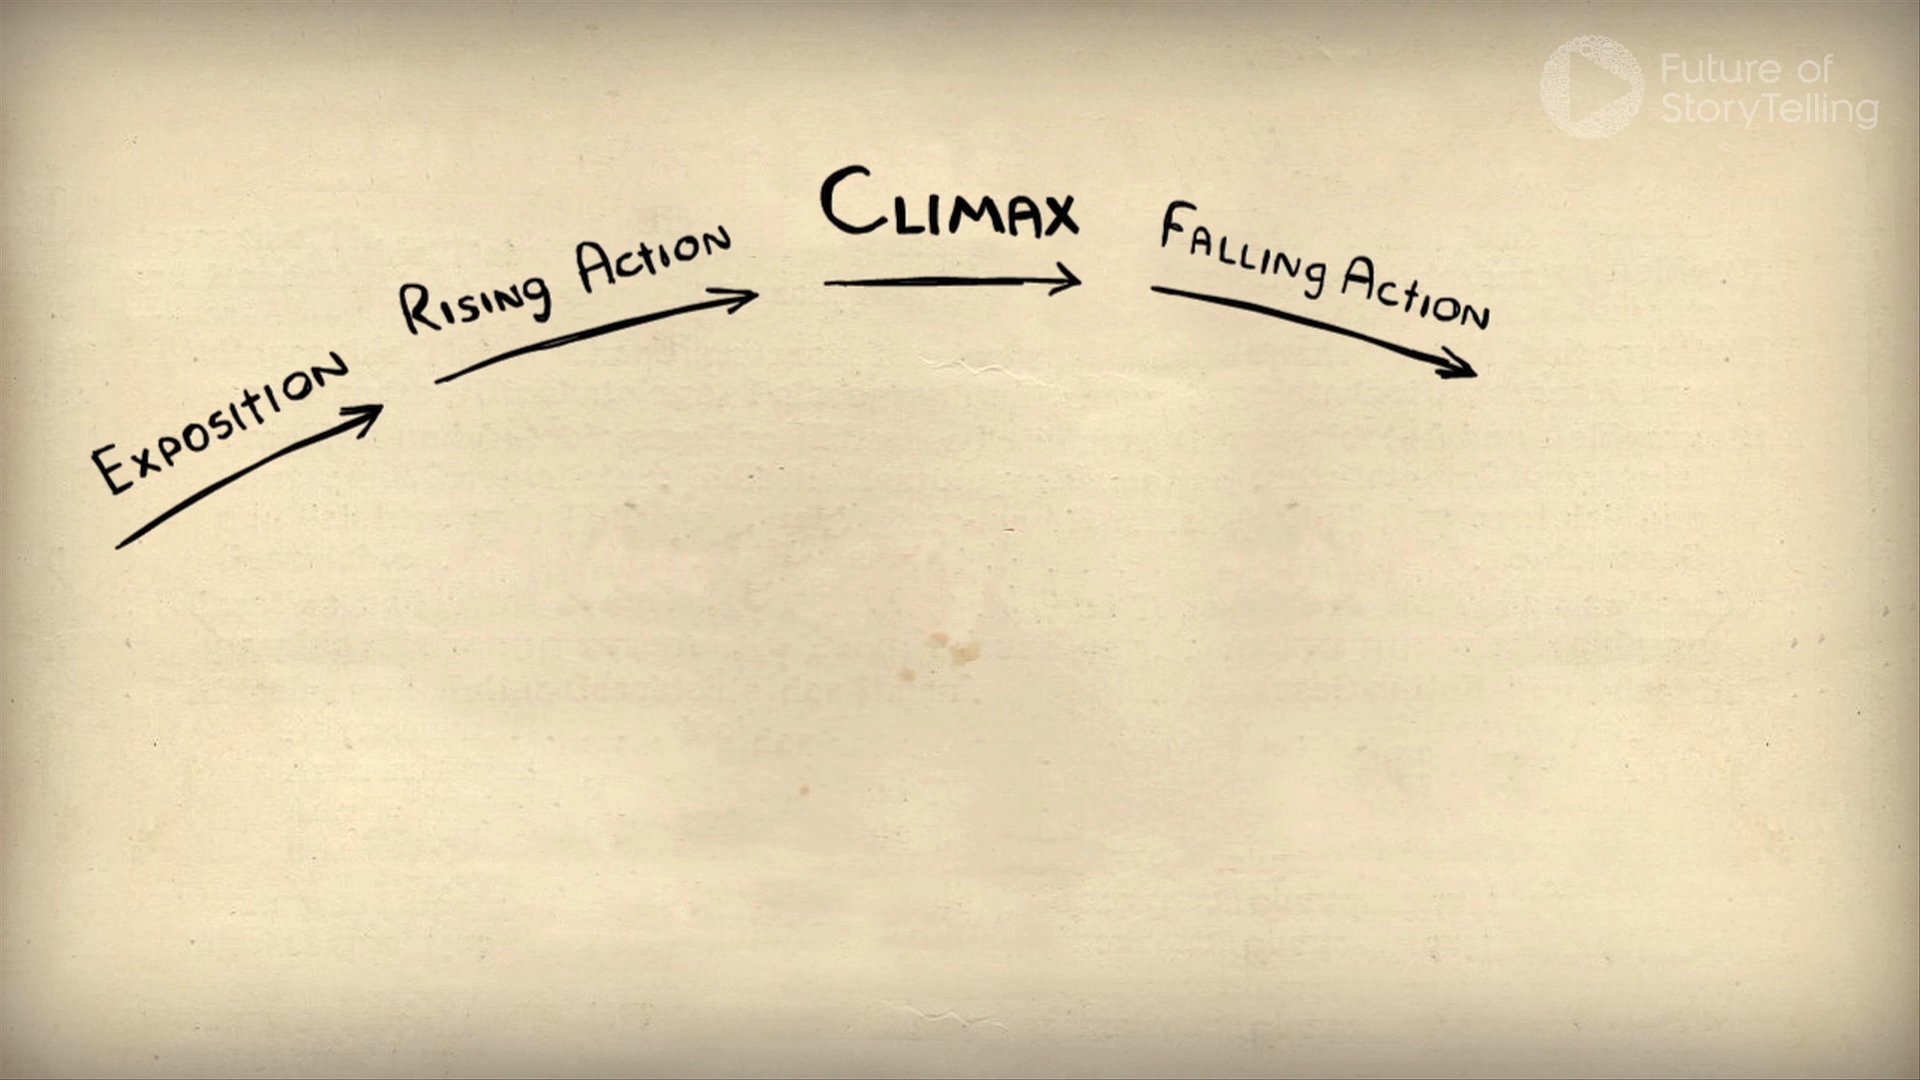 Future of
StoryTelling
Exposition
Rising Action
Climax
Falling Action